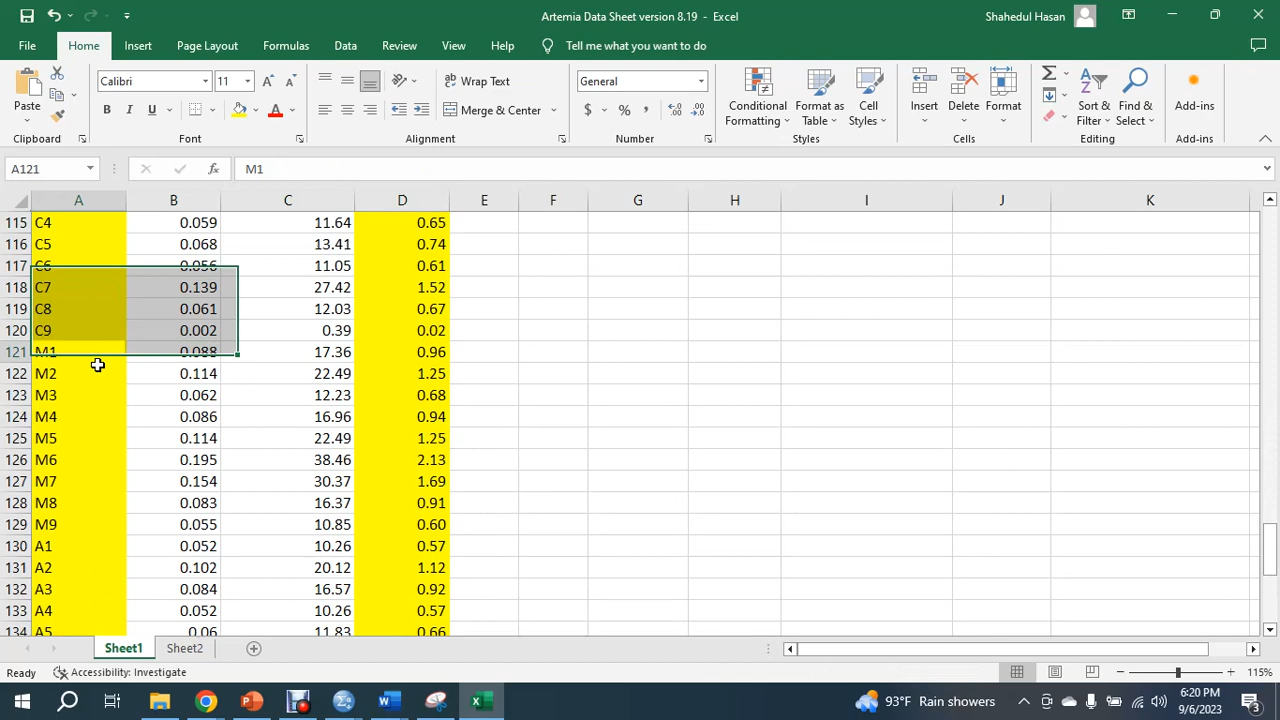 Artemia Data Sheet version 8.19 - Excel
Shahedul Hasan
File Home Insert Data Page Layout Formulas Data Review View Help Tell me what you want to do
Calibri 11 Wrap Text General
Paste B I U Merge & Center $ % , Conditional Formatting Format as Table Cell Styles Insert Delete Format Sort & Filter Find & Select Add-ins
Clipboard Font Alignment Number Styles Cells Editing Add-ins
A121 fx M1
A B C D E F G H I J K
115 C4 0.059 11.64 0.65
116 C5 0.068 13.41 0.74
117 C6 0.056 11.05 0.61
118 C7 0.139 27.42 1.52
119 C8 0.061 12.03 0.67
120 C9 0.002 0.39 0.02
121 M1 0.088 17.36 0.96
122 M2 0.114 22.49 1.25
123 M3 0.062 12.23 0.68
124 M4 0.086 16.96 0.94
125 M5 0.114 22.49 1.25
126 M6 0.195 38.46 2.13
127 M7 0.154 30.37 1.69
128 M8 0.083 16.37 0.91
129 M9 0.055 10.85 0.60
130 A1 0.052 10.26 0.57
131 A2 0.102 20.12 1.12
132 A3 0.084 16.57 0.92
133 A4 0.052 10.26 0.57
134 A5 0.06 11.83 0.66
Sheet1 Sheet2
Ready Accessibility: Investigate 115%
93°F Rain showers 6:20 PM
9/6/2023 3